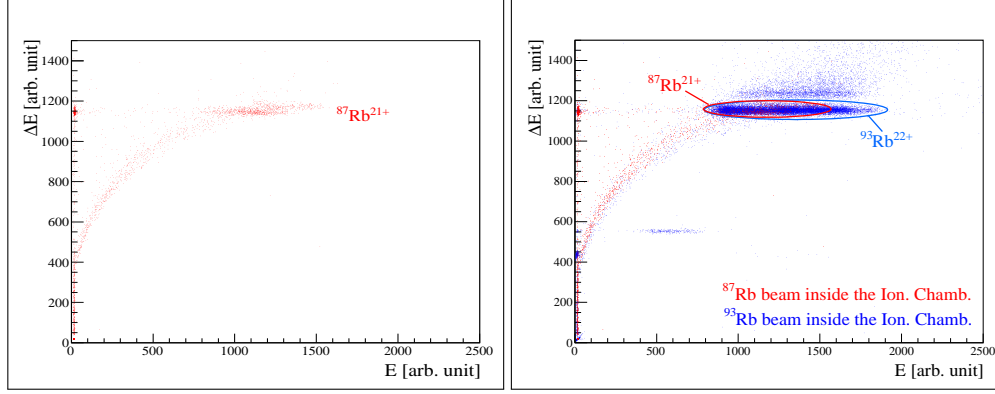 ΔE [arb. unit]
1400
1200
1000
800
600
400
200
0
⁸⁷Rb²¹⁺
0 500 1000 1500 2000 2500
E [arb. unit]
ΔE [arb. unit]
1400
1200
1000
800
600
400
200
0
⁸⁷Rb²¹⁺
⁹³Rb²²⁺
⁸⁷Rb beam inside the Ion. Chamb.
⁹³Rb beam inside the Ion. Chamb.
0 500 1000 1500 2000 2500
E [arb. unit]